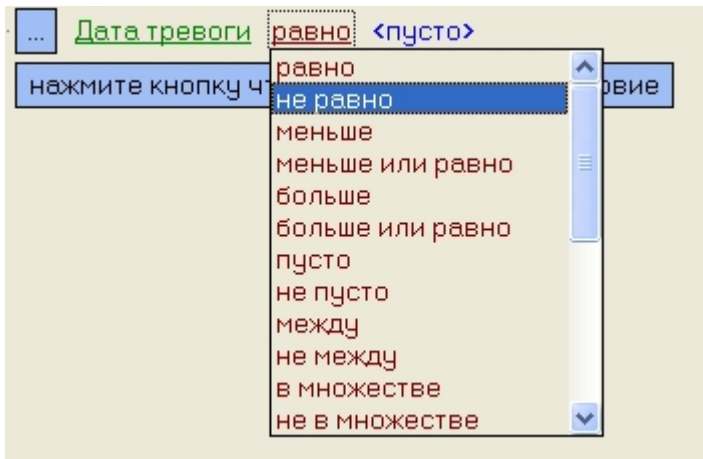 ... Дата тревоги равно <пусто>
равно
нажмите кнопку овие
не равно
меньше
меньше или равно
больше
больше или равно
пусто
не пусто
между
не между
в множестве
не в множестве